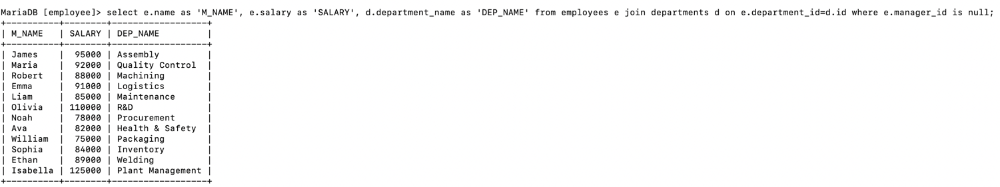 MariaDB [employee]> select e.name as 'M_NAME', e.salary as 'SALARY', d.department_name as 'DEP_NAME' from employees e join departments d on e.department_id=d.id where e.manager_id is null;
+----------+--------+------------------+
| M_NAME   | SALARY | DEP_NAME         |
+----------+--------+------------------+
| James    |  95000 | Assembly         |
| Maria    |  92000 | Quality Control  |
| Robert   |  88000 | Machining        |
| Emma     |  91000 | Logistics        |
| Liam     |  85000 | Maintenance      |
| Olivia   | 110000 | R&D              |
| Noah     |  78000 | Procurement      |
| Ava      |  82000 | Health & Safety  |
| William  |  75000 | Packaging        |
| Sophia   |  84000 | Inventory        |
| Ethan    |  89000 | Welding          |
| Isabella | 125000 | Plant Management |
+----------+--------+------------------+